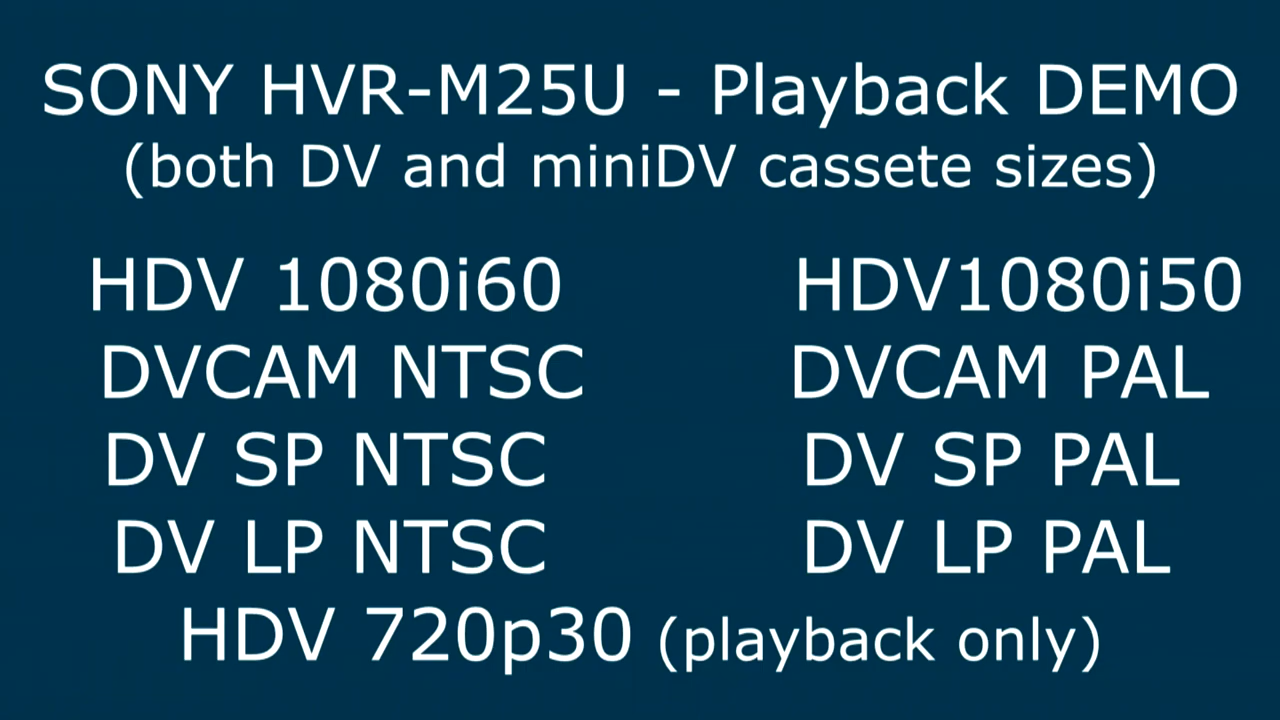 SONY HVR-M25U - Playback DEMO
(both DV and miniDV cassete sizes)
HDV 1080i60 HDV1080i50
DVCAM NTSC DVCAM PAL
DV SP NTSC DV SP PAL
DV LP NTSC DV LP PAL
HDV 720p30 (playback only)